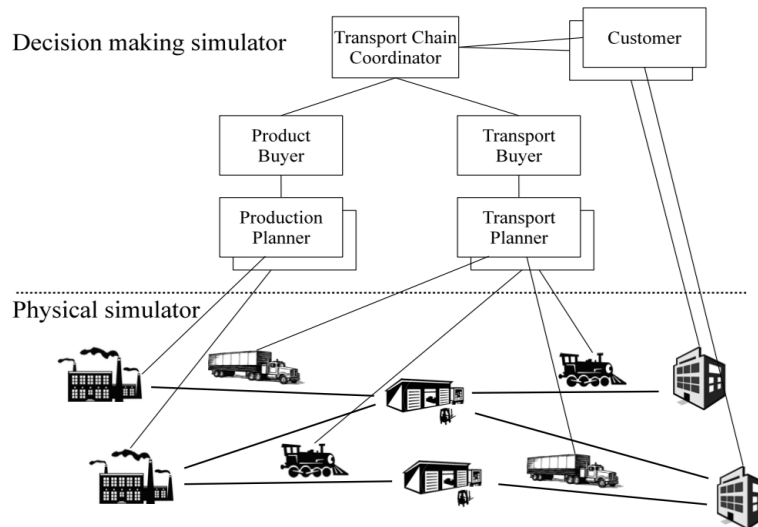 Decision making simulator
Transport Chain
Coordinator
Customer
Product
Buyer
Transport
Buyer
Production
Planner
Transport
Planner
Physical simulator